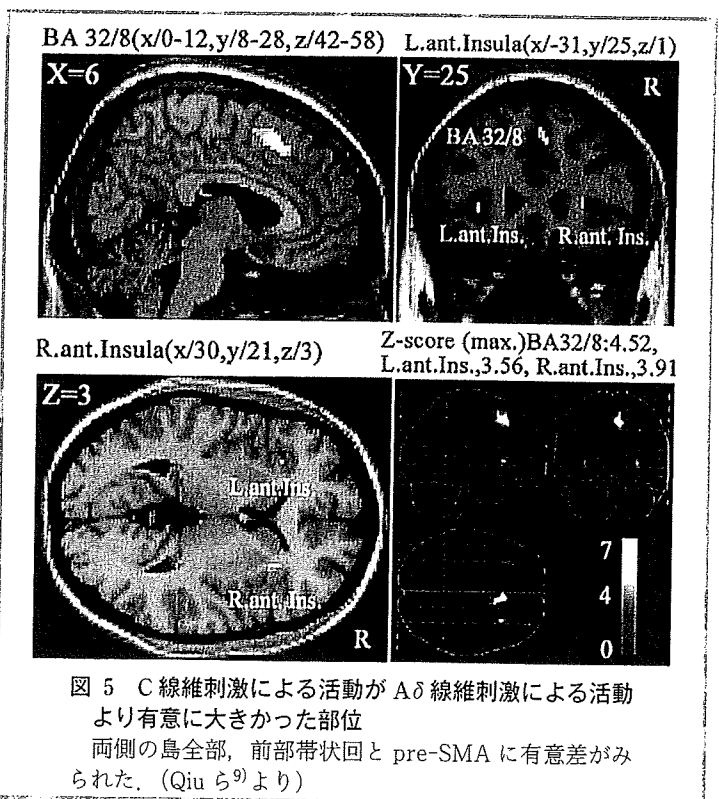 BA 32/8(x/0-12,y/8-28,z/42-58)
L.ant.Insula(x/-31,y/25,z/1)
X=6
Y=25
R
BA 32/8
L.ant.Ins.
R.ant. Ins.
R.ant.Insula(x/30,y/21,z/3)
Z-score (max.)BA32/8:4.52,
L.ant.Ins.,3.56, R.ant.Ins.,3.91
Z=3
L.ant.Ins.
R.ant. Ins.
R
7
4
0
図 5 C 線維刺激による活動が Aδ 線維刺激による活動
より有意に大きかった部位
両側の島全部，前部帯状回と pre-SMA に有意差がみ
られた．(Qiu ら9)より)